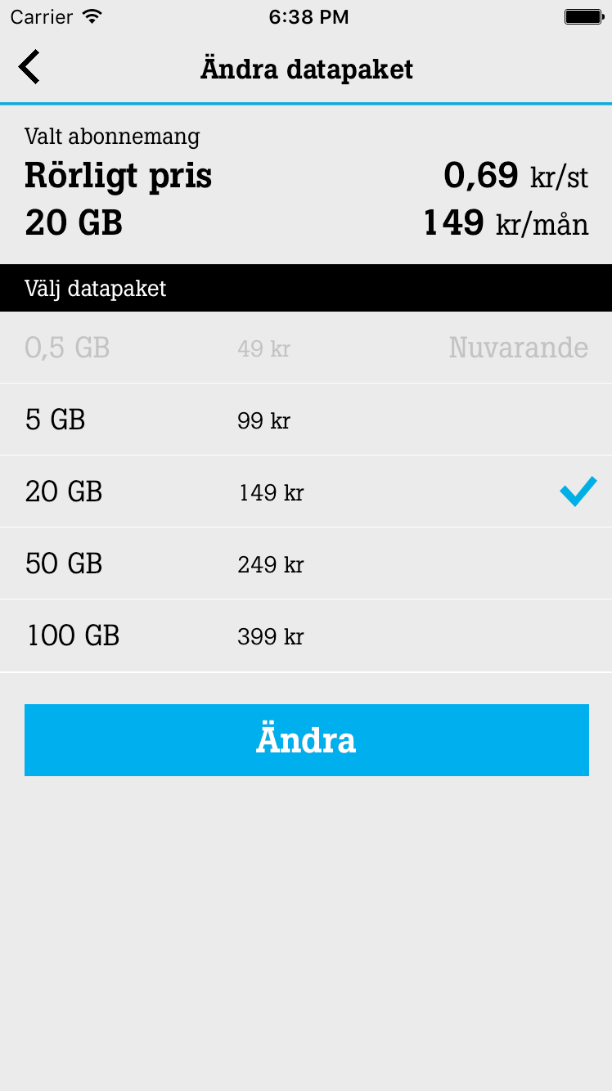 Carrier 6:38 PM
Ändra datapaket
Valt abonnemang
Rörligt pris 0,69 kr/st
20 GB 149 kr/mån
Välj datapaket
0,5 GB 49 kr Nuvarande
5 GB 99 kr
20 GB 149 kr
50 GB 249 kr
100 GB 399 kr
Ändra